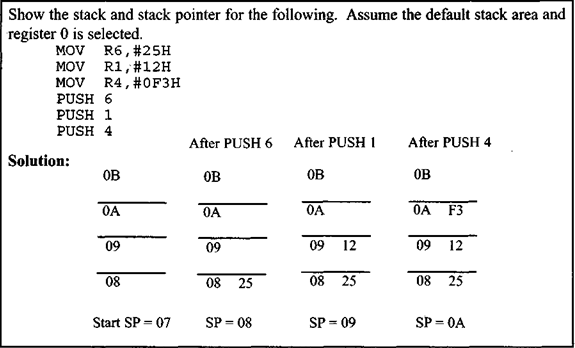 Show the stack and stack pointer for the following. Assume the default stack area and
register 0 is selected.
MOV R6,#25H
MOV R1,#12H
MOV R4,#0F3H
PUSH 6
PUSH 1
PUSH 4
After PUSH 6 After PUSH 1 After PUSH 4
Solution:
0B 0B 0B 0B
0A 0A 0A 0A F3
09 09 09 12 09 12
08 08 25 08 25 08 25
Start SP = 07 SP = 08 SP = 09 SP = 0A